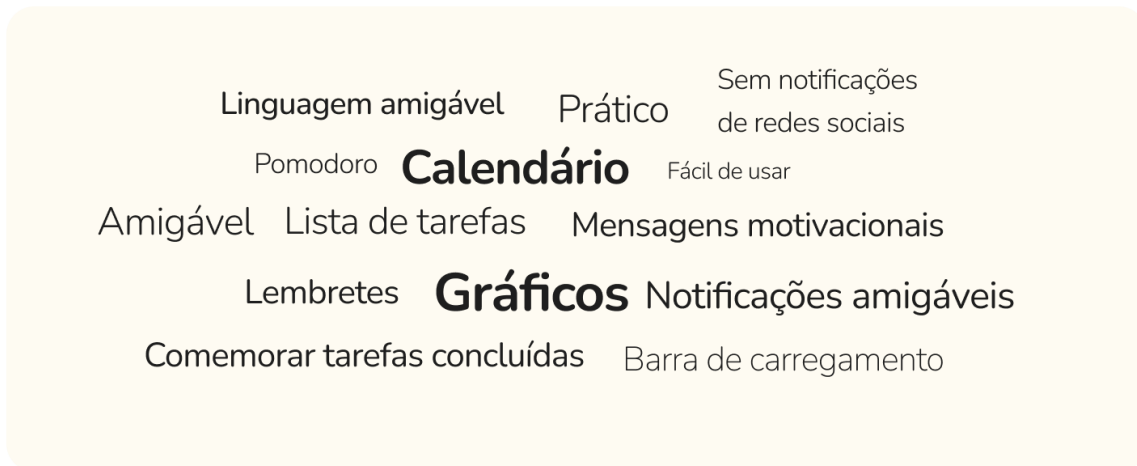 Sem notificações
de redes sociais
Linguagem amigável
Prático
Pomodoro
Calendário
Fácil de usar
Amigável
Lista de tarefas
Mensagens motivacionais
Lembretes
Gráficos
Notificações amigáveis
Comemorar tarefas concluídas
Barra de carregamento